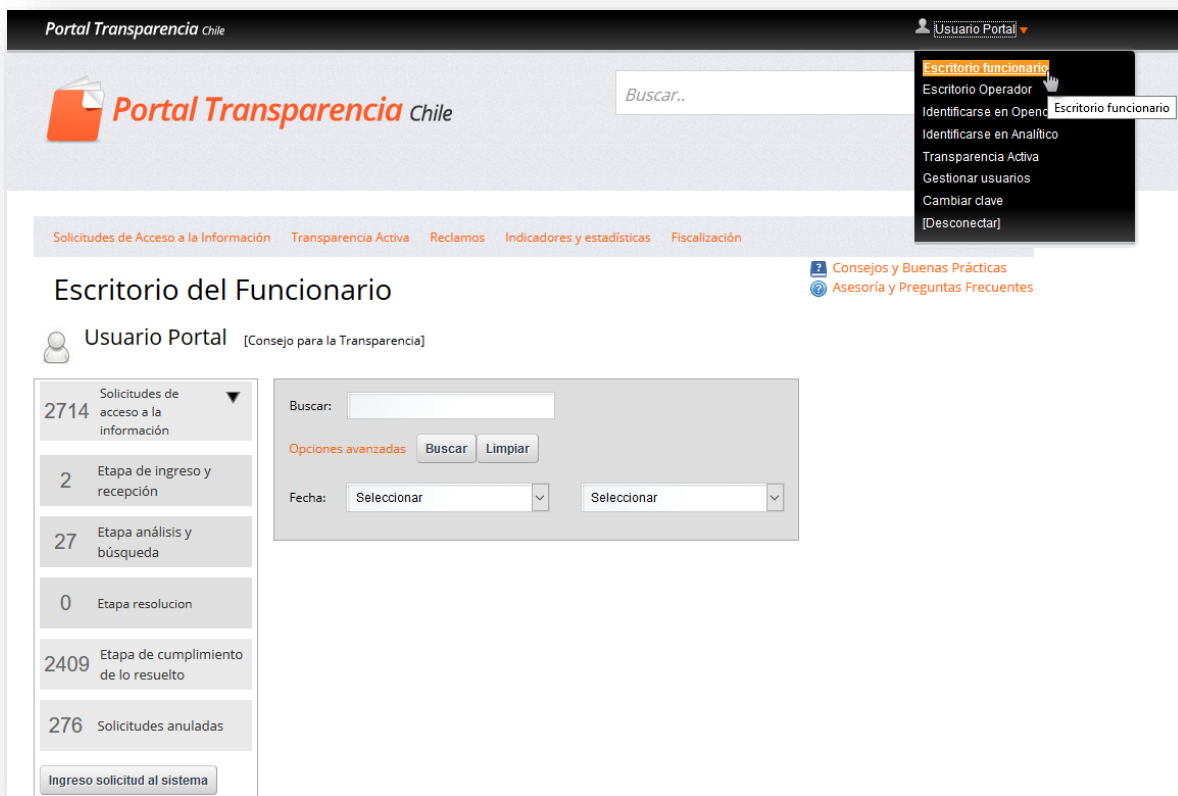 Portal Transparencia Chile
Usuario Portal
Escritorio funcionario
Escritorio Operador
Identificarse en
Escritorio funcionario
Identificarse en Analítico
Transparencia Activa
Gestionar usuarios
Cambiar clave
[Desconectar]
Portal Transparencia Chile
Buscar..
Solicitudes de Acceso a la Información Transparencia Activa Reclamos Indicadores y estadísticas Fiscalización
Consejos y Buenas Prácticas
Asesoría y Preguntas Frecuentes
Escritorio del Funcionario
Usuario Portal [Consejo para la Transparencia]
2714 Solicitudes de
acceso a la
información
2 Etapa de ingreso y
recepción
27 Etapa análisis y
búsqueda
0 Etapa resolucion
2409 Etapa de cumplimiento
de lo resuelto
276 Solicitudes anuladas
Ingreso solicitud al sistema
Buscar:
Opciones avanzadas Buscar Limpiar
Fecha: Seleccionar Seleccionar